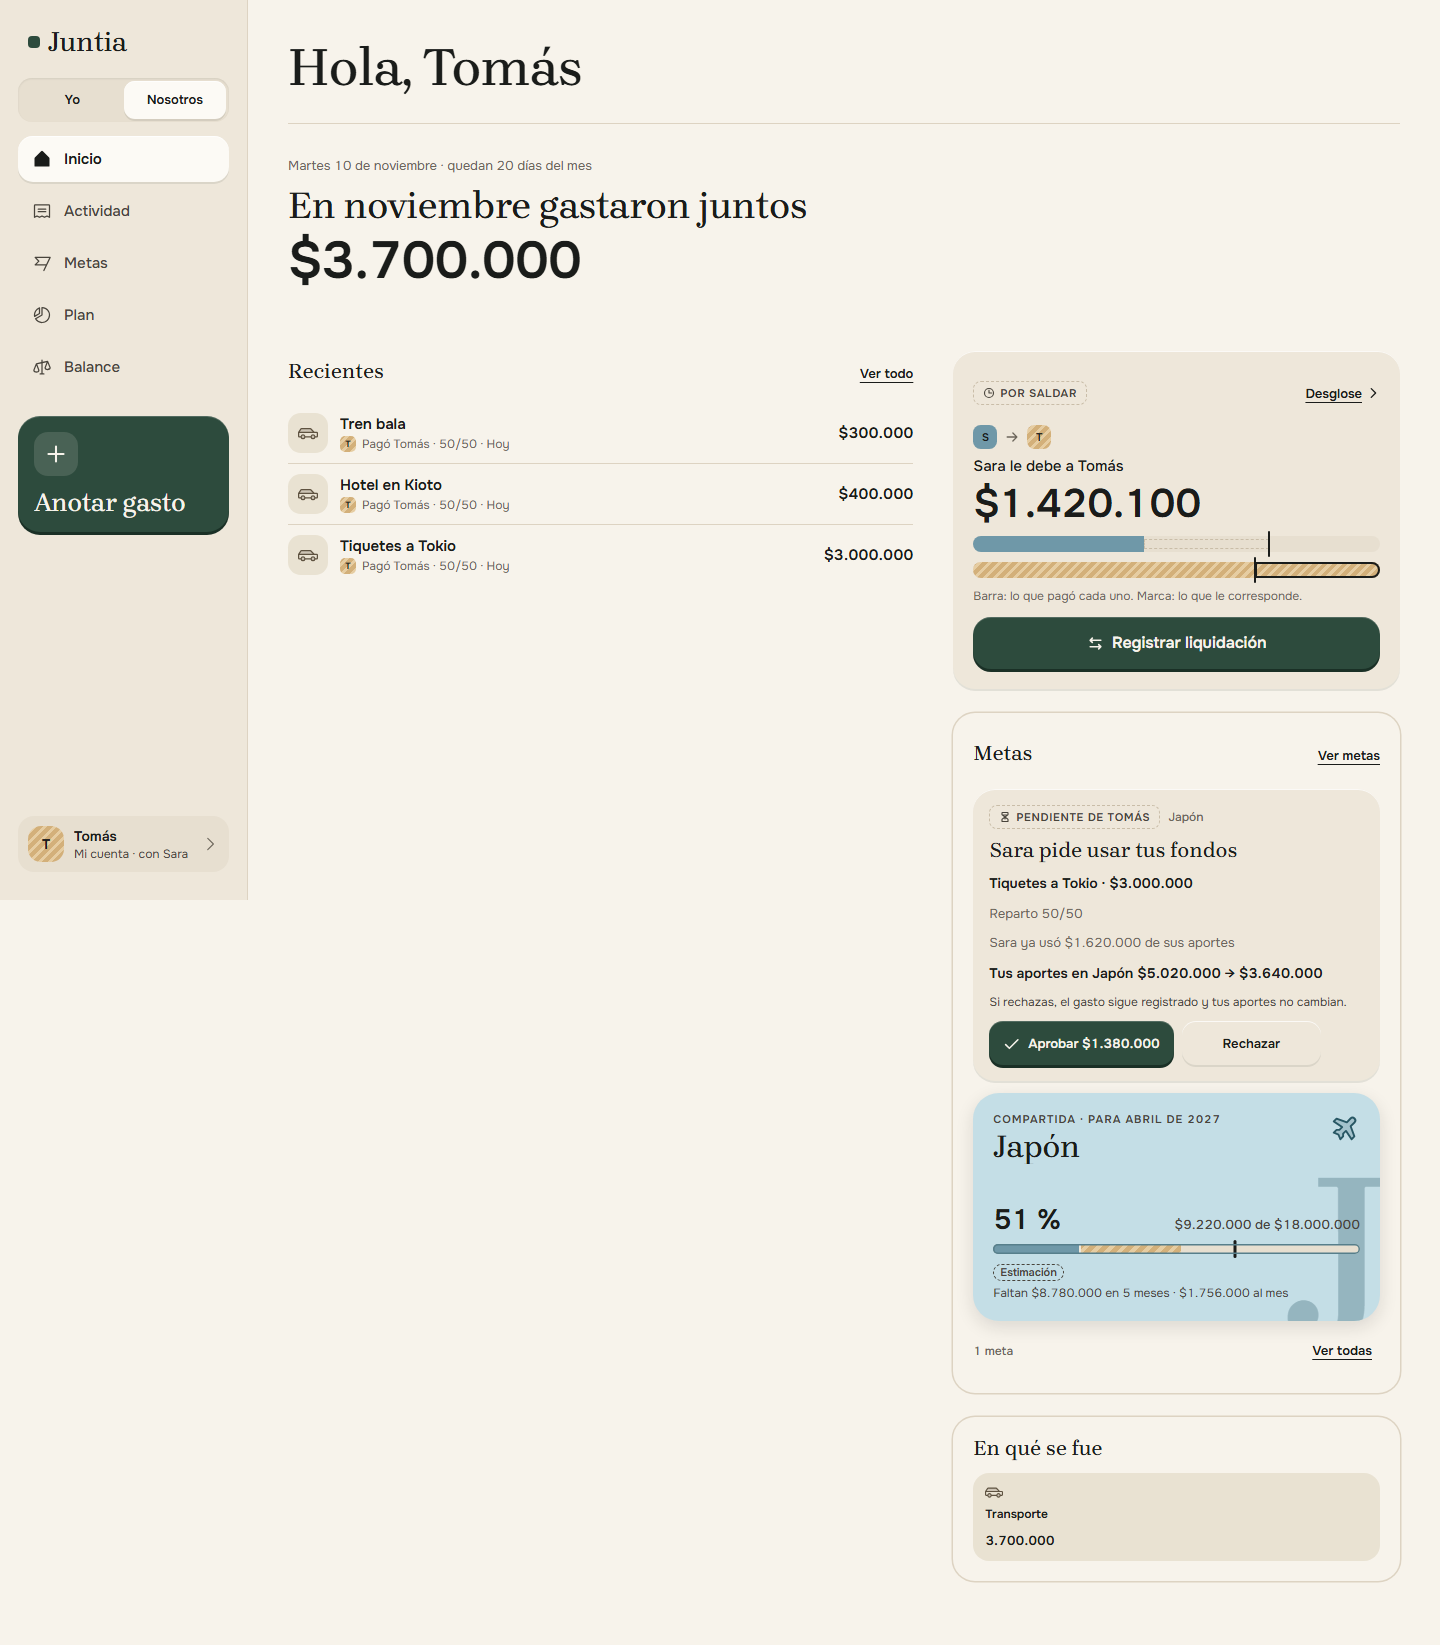 Juntia
Yo
Nosotros
Inicio
Actividad
Metas
Plan
Balance
Anotar gasto
T
Tomás
Mi cuenta · con Sara
Hola, Tomás
Martes 10 de noviembre · quedan 20 días del mes
En noviembre gastaron juntos
$3.700.000
Recientes
Ver todo
Tren bala
T Pagó Tomás · 50/50 · Hoy
$300.000
Hotel en Kioto
T Pagó Tomás · 50/50 · Hoy
$400.000
Tiquetes a Tokio
T Pagó Tomás · 50/50 · Hoy
$3.000.000
POR SALDAR
Desglose
S → T
Sara le debe a Tomás
$1.420.100
Barra: lo que pagó cada uno. Marca: lo que le corresponde.
Registrar liquidación
Metas
Ver metas
PENDIENTE DE TOMÁS Japón
Sara pide usar tus fondos
Tiquetes a Tokio · $3.000.000
Reparto 50/50
Sara ya usó $1.620.000 de sus aportes
Tus aportes en Japón $5.020.000 → $3.640.000
Si rechazas, el gasto sigue registrado y tus aportes no cambian.
Aprobar $1.380.000
Rechazar
COMPARTIDA · PARA ABRIL DE 2027
Japón
J
51 %
$9.220.000 de $18.000.000
Estimación
Faltan $8.780.000 en 5 meses · $1.756.000 al mes
1 meta
Ver todas
En qué se fue
Transporte
3.700.000